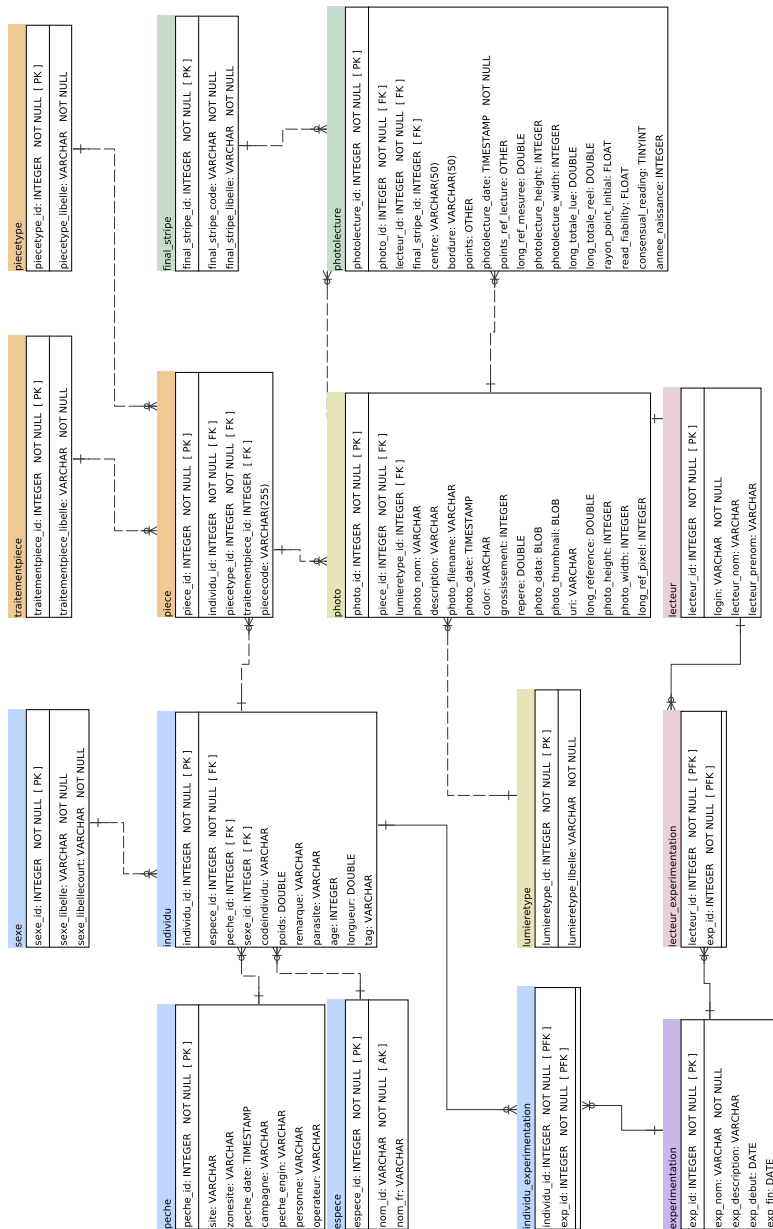 sexe
sexe_id: INTEGER NOT NULL [ PK ]
sexe_libelle: VARCHAR NOT NULL
sexe_libellecourt: VARCHAR NOT NULL
traitementpiece
traitementpiece_id: INTEGER NOT NULL [ PK ]
traitementpiece_libelle: VARCHAR NOT NULL
piecetype
piecetype_id: INTEGER NOT NULL [ PK ]
piecetype_libelle: VARCHAR NOT NULL
peche
peche_id: INTEGER NOT NULL [ PK ]
site: VARCHAR
zonesite: VARCHAR
peche_date: TIMESTAMP
campagne: VARCHAR
peche_engin: VARCHAR
personne: VARCHAR
operateur: VARCHAR
individu
individu_id: INTEGER NOT NULL [ PK ]
espece_id: INTEGER NOT NULL [ FK ]
peche_id: INTEGER [ FK ]
sexe_id: INTEGER [ FK ]
codeindividu: VARCHAR
poids: DOUBLE
remarque: VARCHAR
parasite: VARCHAR
age: INTEGER
longueur: DOUBLE
tag: VARCHAR
piece
piece_id: INTEGER NOT NULL [ PK ]
individu_id: INTEGER NOT NULL [ FK ]
piecetype_id: INTEGER NOT NULL [ FK ]
traitementpiece_id: INTEGER [ FK ]
piececode: VARCHAR(255)
final_stripe
final_stripe_id: INTEGER NOT NULL [ PK ]
final_stripe_code: VARCHAR NOT NULL
final_stripe_libelle: VARCHAR NOT NULL
espece
espece_id: INTEGER NOT NULL [ PK ]
nom_id: VARCHAR NOT NULL [ AK ]
nom_fr: VARCHAR
photo
photo_id: INTEGER NOT NULL [ PK ]
piece_id: INTEGER NOT NULL [ FK ]
lumieretype_id: INTEGER [ FK ]
photo_nom: VARCHAR
description: VARCHAR
photo_filename: VARCHAR
photo_date: TIMESTAMP
color: VARCHAR
grossissement: INTEGER
repere: DOUBLE
photo_data: BLOB
photo_thumbnail: BLOB
uri: VARCHAR
long_reference: DOUBLE
photo_height: INTEGER
photo_width: INTEGER
long_ref_pixel: INTEGER
photolecture
photolecture_id: INTEGER NOT NULL [ PK ]
photo_id: INTEGER NOT NULL [ FK ]
lecteur_id: INTEGER NOT NULL [ FK ]
final_stripe_id: INTEGER [ FK ]
centre: VARCHAR(50)
bordure: VARCHAR(50)
points: OTHER
photolecture_date: TIMESTAMP NOT NULL
points_ref_lecture: OTHER
long_ref_mesuree: DOUBLE
photolecture_height: INTEGER
photolecture_width: INTEGER
long_totale_lue: DOUBLE
long_totale_reel: DOUBLE
rayon_point_initial: FLOAT
read_fiability: FLOAT
consensual_reading: TINYINT
annee_naissance: INTEGER
individu_experimentation
individu_id: INTEGER NOT NULL [ PFK ]
exp_id: INTEGER NOT NULL [ PFK ]
lumieretype
lumieretype_id: INTEGER NOT NULL [ PK ]
lumieretype_libelle: VARCHAR NOT NULL
experimentation
exp_id: INTEGER NOT NULL [ PK ]
exp_nom: VARCHAR NOT NULL
exp_description: VARCHAR
exp_debut: DATE
exp_fin: DATE
lecteur_experimentation
lecteur_id: INTEGER NOT NULL [ PFK ]
exp_id: INTEGER NOT NULL [ PFK ]
lecteur
lecteur_id: INTEGER NOT NULL [ PK ]
login: VARCHAR NOT NULL
lecteur_nom: VARCHAR
lecteur_prenom: VARCHAR